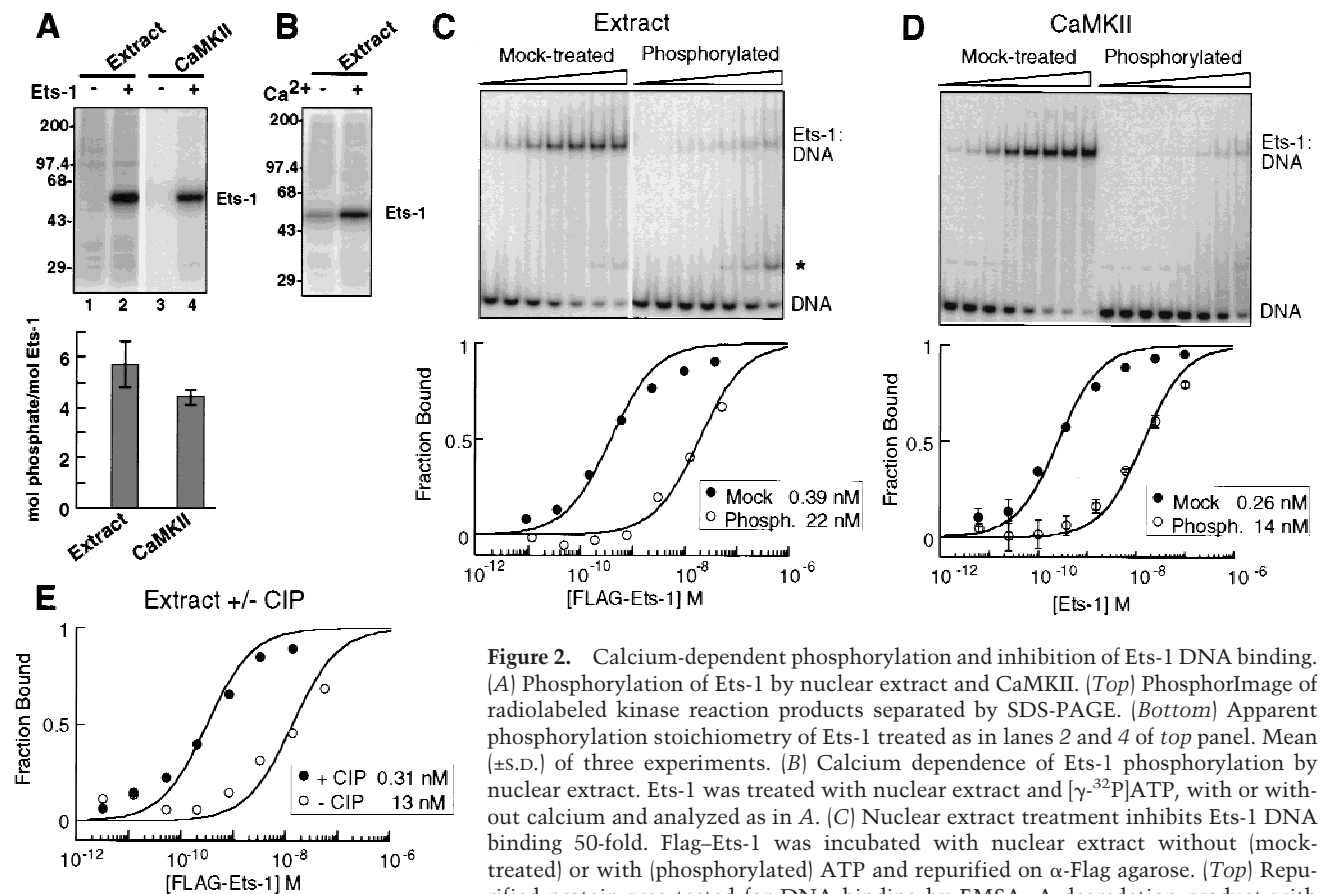 A
Extract
CaMKII
Ets-1 - + - +
200-
97.4-
68-
43-
29-
Ets-1
1 2 3 4
mol phosphate/mol Ets-1
6
4
2
0
Extract
CaMKII
B
Extract
Ca2+ - +
200-
97.4-
68-
43-
29-
Ets-1
C
Extract
Mock-treated Phosphorylated
Ets-1:
DNA
*
DNA
Fraction Bound
1
0.5
0
● Mock 0.39 nM
○ Phosph. 22 nM
10-12 10-10 10-8 10-6
[FLAG-Ets-1] M
D
CaMKII
Mock-treated Phosphorylated
Ets-1:
DNA
DNA
Fraction Bound
1
0.5
0
● Mock 0.26 nM
○ Phosph. 14 nM
10-12 10-10 10-8 10-6
[Ets-1] M
E
Extract +/- CIP
Fraction Bound
1
0.5
0
● + CIP 0.31 nM
○ - CIP 13 nM
10-12 10-10 10-8 10-6
[FLAG-Ets-1] M
Figure 2. Calcium-dependent phosphorylation and inhibition of Ets-1 DNA binding.
(A) Phosphorylation of Ets-1 by nuclear extract and CaMKII. (Top) PhosphorImage of
radiolabeled kinase reaction products separated by SDS-PAGE. (Bottom) Apparent
phosphorylation stoichiometry of Ets-1 treated as in lanes 2 and 4 of top panel. Mean
(±S.D.) of three experiments. (B) Calcium dependence of Ets-1 phosphorylation by
nuclear extract. Ets-1 was treated with nuclear extract and [γ-32P]ATP, with or with-
out calcium and analyzed as in A. (C) Nuclear extract treatment inhibits Ets-1 DNA
binding 50-fold. Flag–Ets-1 was incubated with nuclear extract without (mock-
treated) or with (phosphorylated) ATP and repurified on α-Flag agarose. (Top) Repu-
rified protein was tested for DNA binding by EMSA. A degradation product with